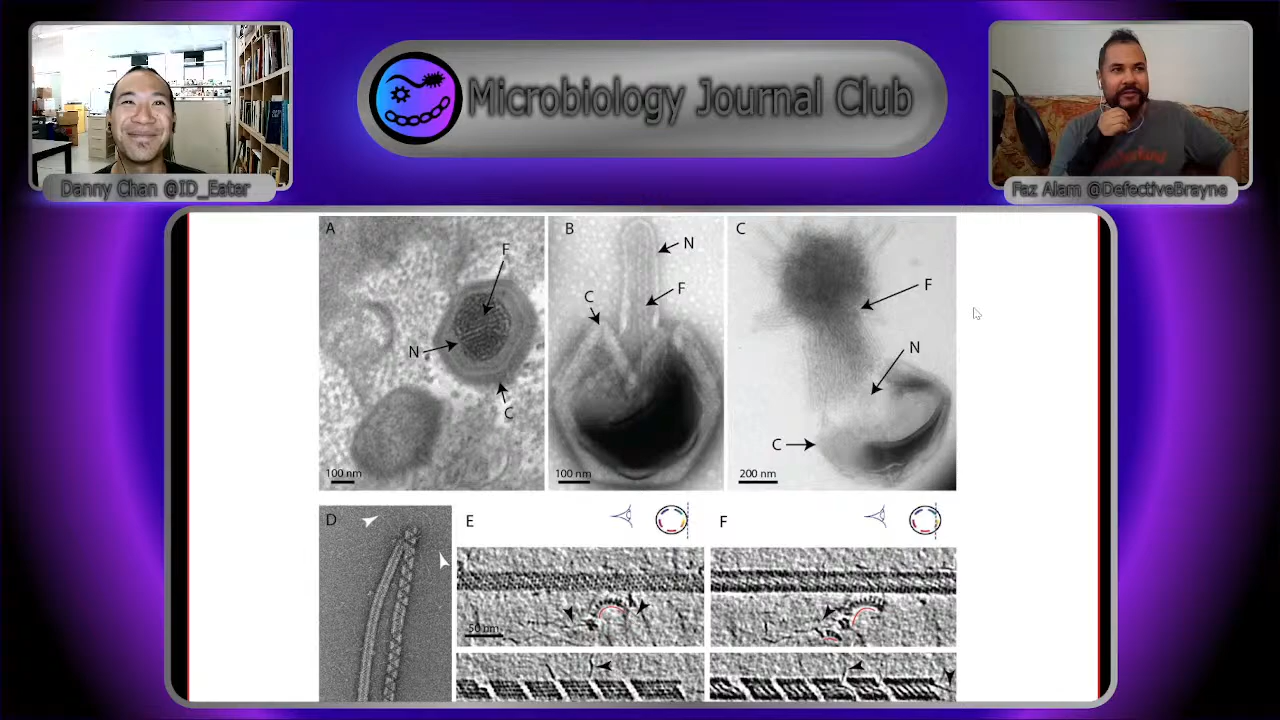 Microbiology Journal Club
Danny Chan @ID_Eater
Faz Alam @DefectiveBrayne
A
F
N
C
100 nm
B
N
F
C
100 nm
C
F
N
C
200 nm
D
E
50 nm
F